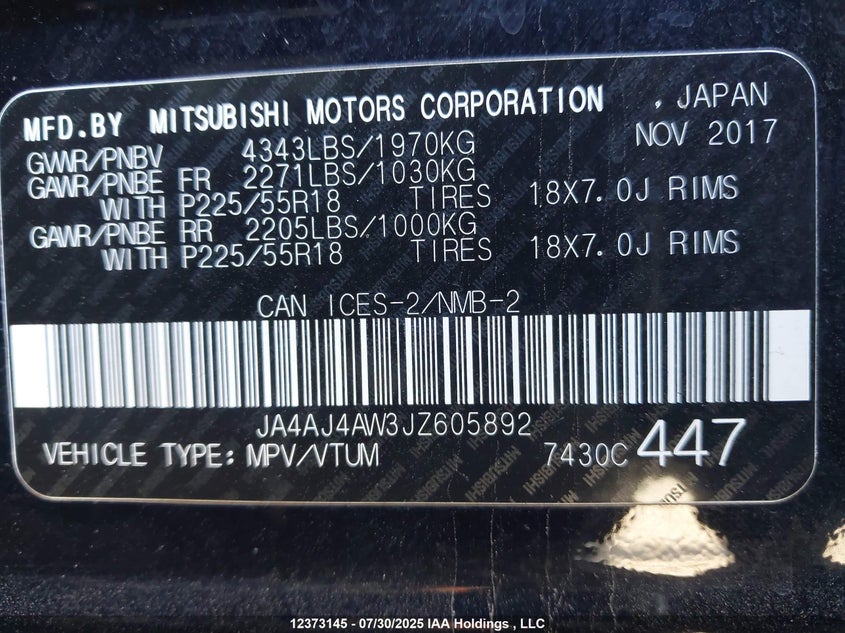 MFD.BY MITSUBISHI MOTORS CORPORATION , JAPAN
NOV 2017
GWVR/PNBV 4343LBS/1970KG
GAWR/PNBE FR 2271LBS/1030KG
WITH P225/55R18 TIRES 18X7.0J RIMS
GAWR/PNBE RR 2205LBS/1000KG
WITH P225/55R18 TIRES 18X7.0J RIMS
CAN ICES-2/NMB-2
JA4AJ4AW3JZ605892
VEHICLE TYPE: MPV/VTUM 7430C 447
12373145 - 07/30/2025 IAA Holdings , LLC